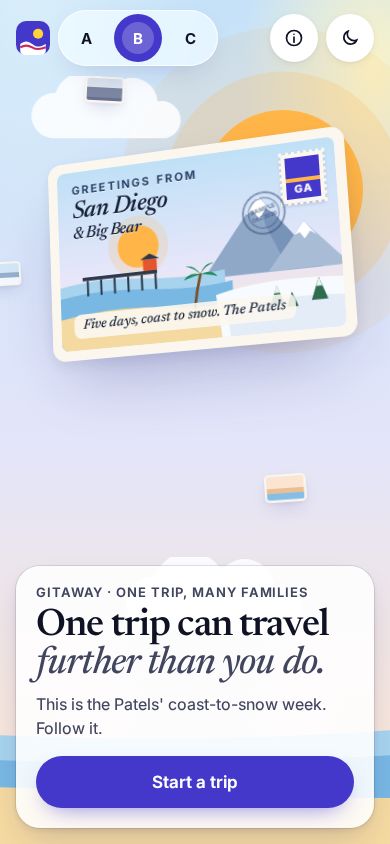 A B C
GREETINGS FROM
San Diego
& Big Bear
GA
Five days, coast to snow. The Patels
GITAWAY · ONE TRIP, MANY FAMILIES
One trip can travel
further than you do.
This is the Patels' coast-to-snow week.
Follow it.
Start a trip